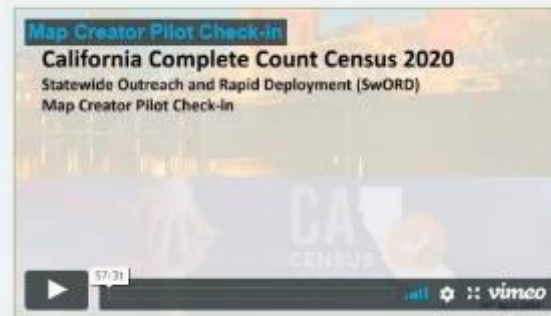 Map Creator Pilot Check-In
California Complete Count Census 2020
Statewide Outreach and Rapid Deployment (SwORD)
Map Creator Pilot Check-in
CA
CENSUS
57:31
vimeo